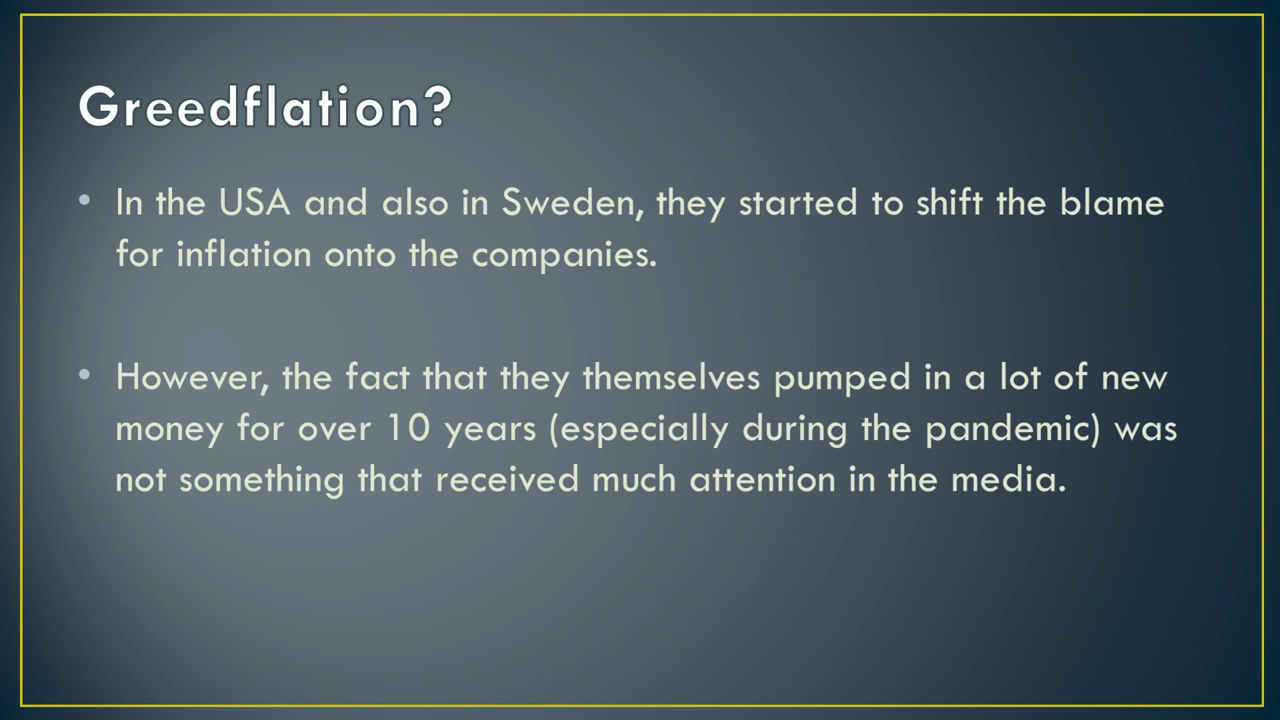 Greedflation?
• In the USA and also in Sweden, they started to shift the blame
for inflation onto the companies.
• However, the fact that they themselves pumped in a lot of new
money for over 10 years (especially during the pandemic) was
not something that received much attention in the media.